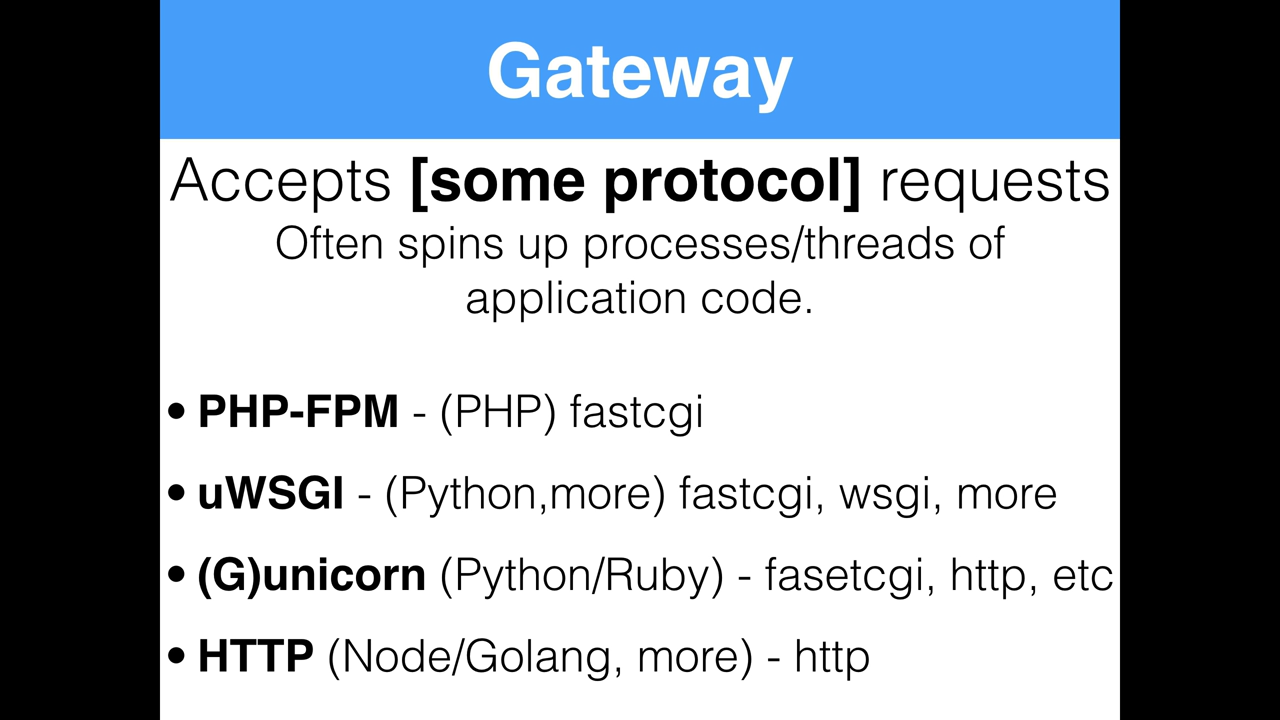 Gateway
Accepts [some protocol] requests
Often spins up processes/threads of
application code.
• PHP-FPM - (PHP) fastcgi
• uWSGI - (Python,more) fastcgi, wsgi, more
• (G)unicorn (Python/Ruby) - fasetcgi, http, etc
• HTTP (Node/Golang, more) - http